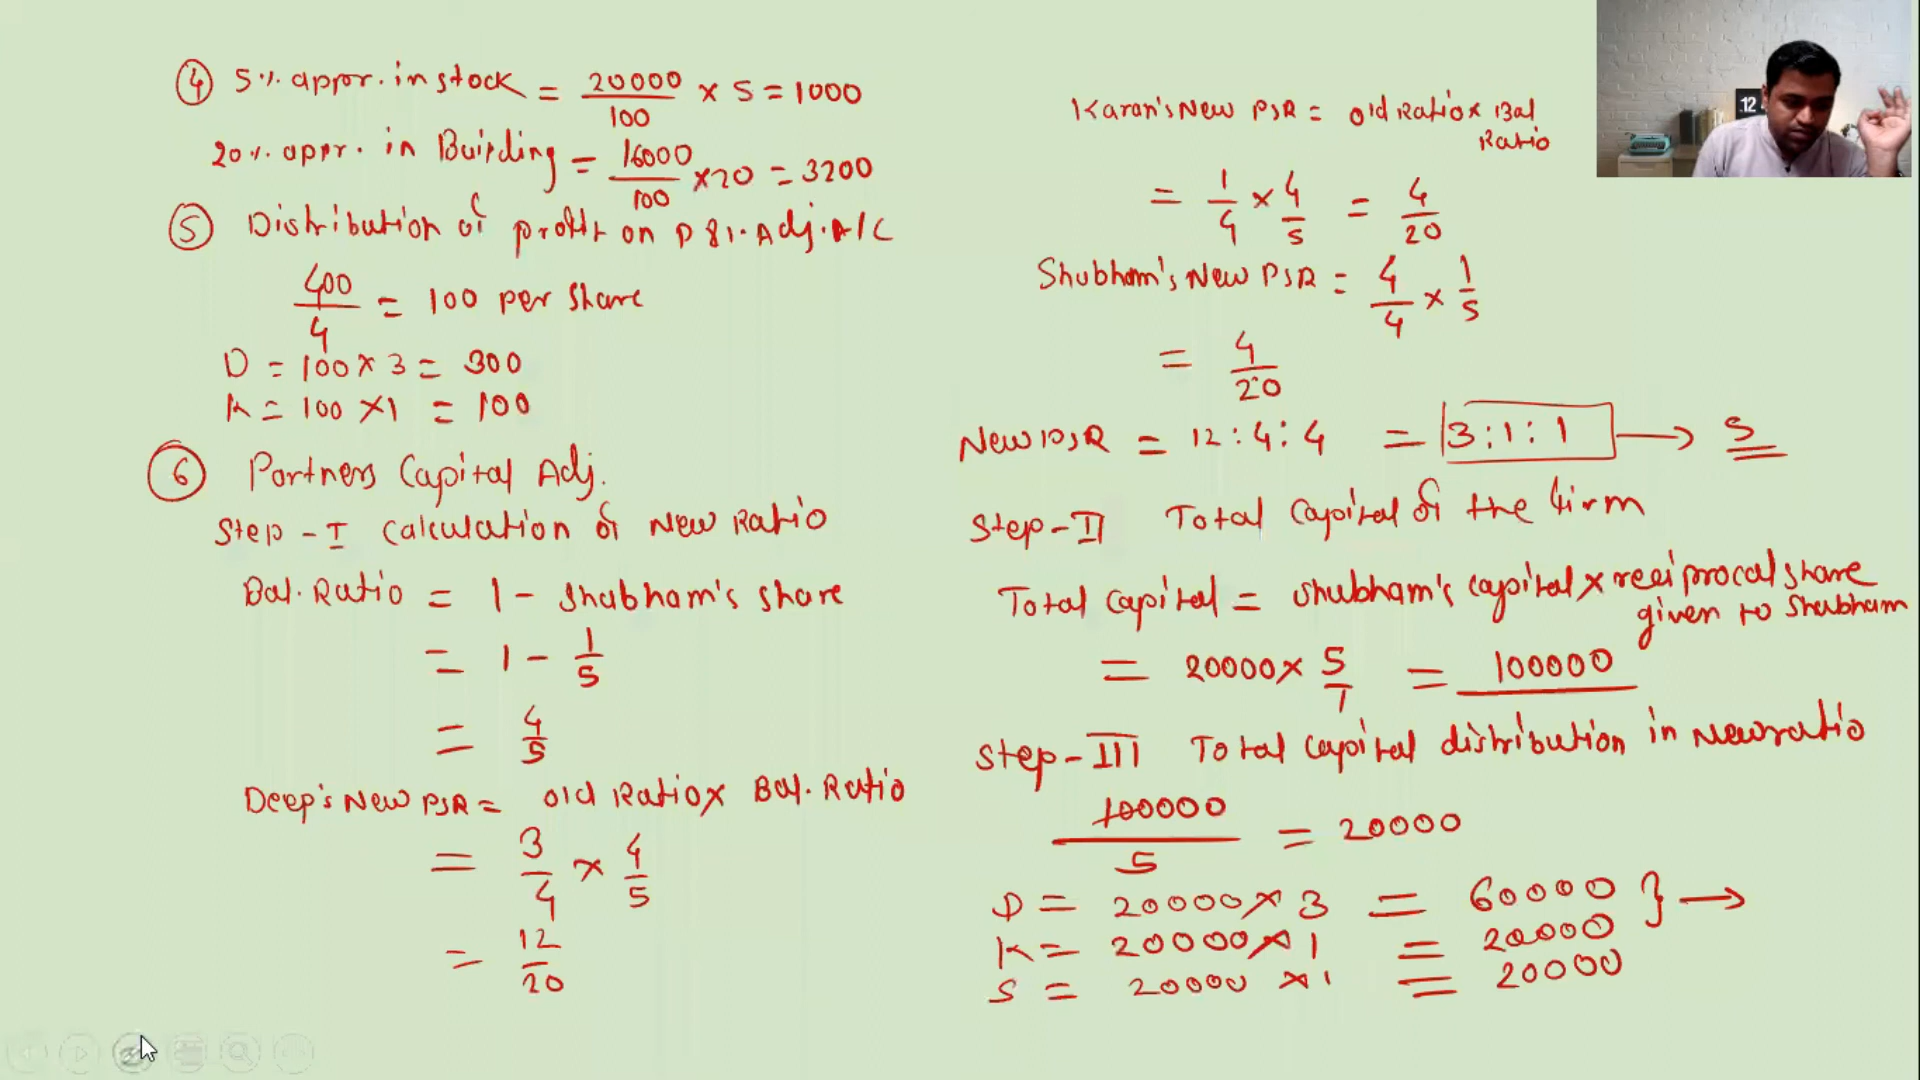 ④ 5% appr. in stock = 20000/100 × 5 = 1000
20% appr. in Building = 16000/100 × 20 = 3200
⑤ Distribution of profit on P&L. Adj. A/C
400/4 = 100 per share
D = 100 × 3 = 300
K = 100 × 1 = 100
⑥ Partners Capital Adj.
Step - I Calculation of New Ratio
Bal. Ratio = 1 - Shubham's share
= 1 - 1/5
= 4/5
Deep's New PSR = Old Ratio × Bal. Ratio
= 3/4 × 4/5
= 12/20
Karan's New PSR = Old Ratio × Bal
Ratio
= 1/4 × 4/5 = 4/20
Shubham's New PSR = 4/4 × 1/5
= 4/20
New PSR = 12 : 4 : 4 = 3 : 1 : 1 → 5
Step - II Total Capital of the firm
Total Capital = Shubham's Capital × reciprocal share
given to Shubham
= 20000 × 5/1 = 100000
Step - III Total Capital distribution in New ratio
100000/5 = 20000
D = 20000 × 3 = 60000 } →
K = 20000 × 1 = 20000
S = 20000 × 1 = 20000
12